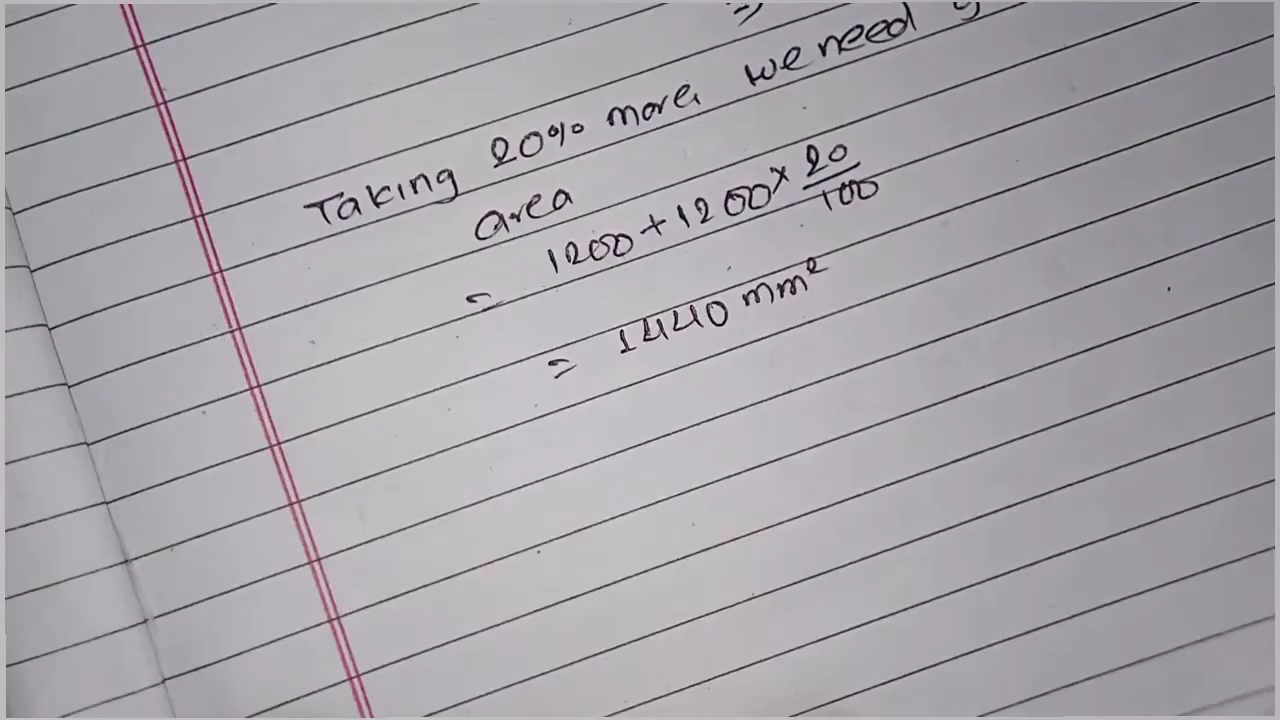 Taking 20% more, we need
area
= 1200 + 1200 × 20/100
= 1440 mm²